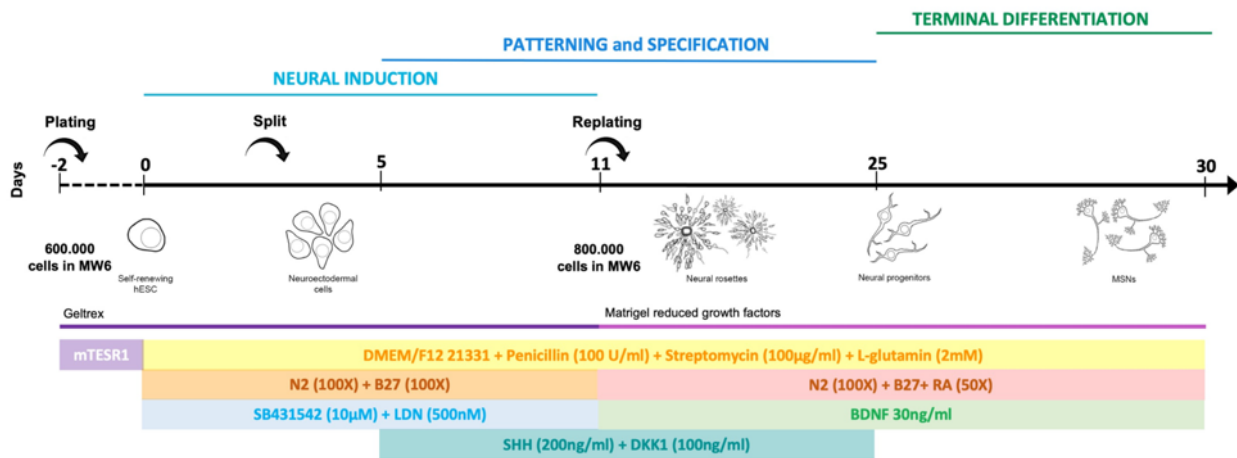 TERMINAL DIFFERENTIATION
PATTERNING and SPECIFICATION
NEURAL INDUCTION
Plating
Split
Replating
Days
-2
0
5
11
25
30
600.000
cells in MW6
Self-renewing
hESC
Neuroectodermal
cells
800.000
cells in MW6
Neural rosettes
Neural progenitors
MSNs
Geltrex
Matrigel reduced growth factors
mTESR1
DMEM/F12 21331 + Penicillin (100 U/ml) + Streptomycin (100µg/ml) + L-glutamin (2mM)
N2 (100X) + B27 (100X)
N2 (100X) + B27+ RA (50X)
SB431542 (10µM) + LDN (500nM)
BDNF 30ng/ml
SHH (200ng/ml) + DKK1 (100ng/ml)